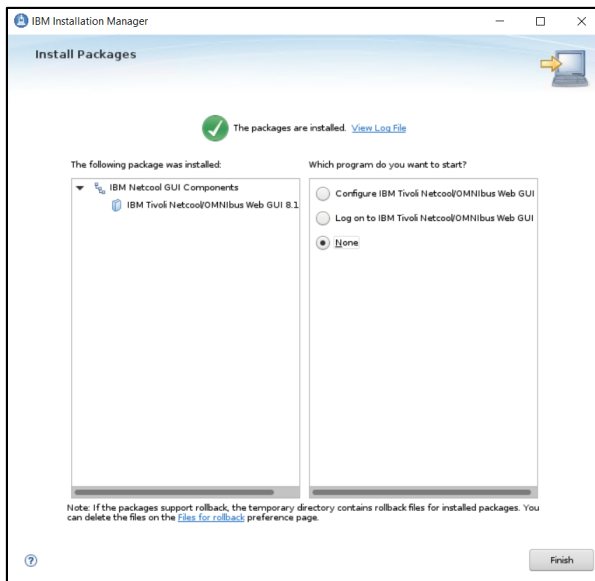 IBM Installation Manager
Install Packages
The packages are installed. View Log File
The following package was installed:
IBM Netcool GUI Components
IBM Tivoli Netcool/OMNIbus Web GUI 8.1
Which program do you want to start?
Configure IBM Tivoli Netcool/OMNIbus Web GUI
Log on to IBM Tivoli Netcool/OMNIbus Web GUI
None
Note: If the packages support rollback, the temporary directory contains rollback files for installed packages. You
can delete the files on the Files for rollback preference page.
?
Finish